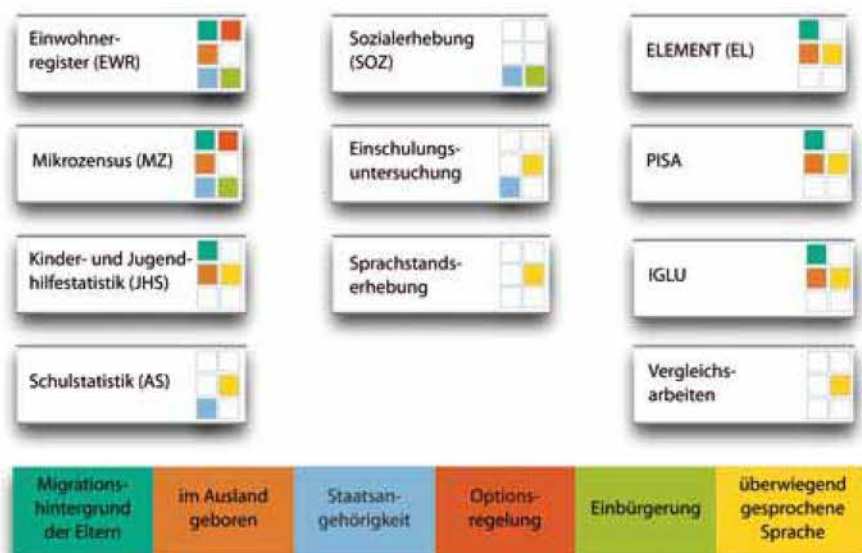 Einwohner-
register (EWR)
Sozialerhebung
(SOZ)
ELEMENT (EL)
Mikrozensus (MZ)
Einschulungs-
untersuchung
PISA
Kinder- und Jugend-
hilfestatistik (JHS)
Sprachstands-
erhebung
IGLU
Schulstatistik (AS)
Vergleichs-
arbeiten
Migrations-
hintergrund
der Eltern
im Ausland
geboren
Staatsan-
gehörigkeit
Options-
regelung
Einbürgerung
überwiegend
gesprochene
Sprache